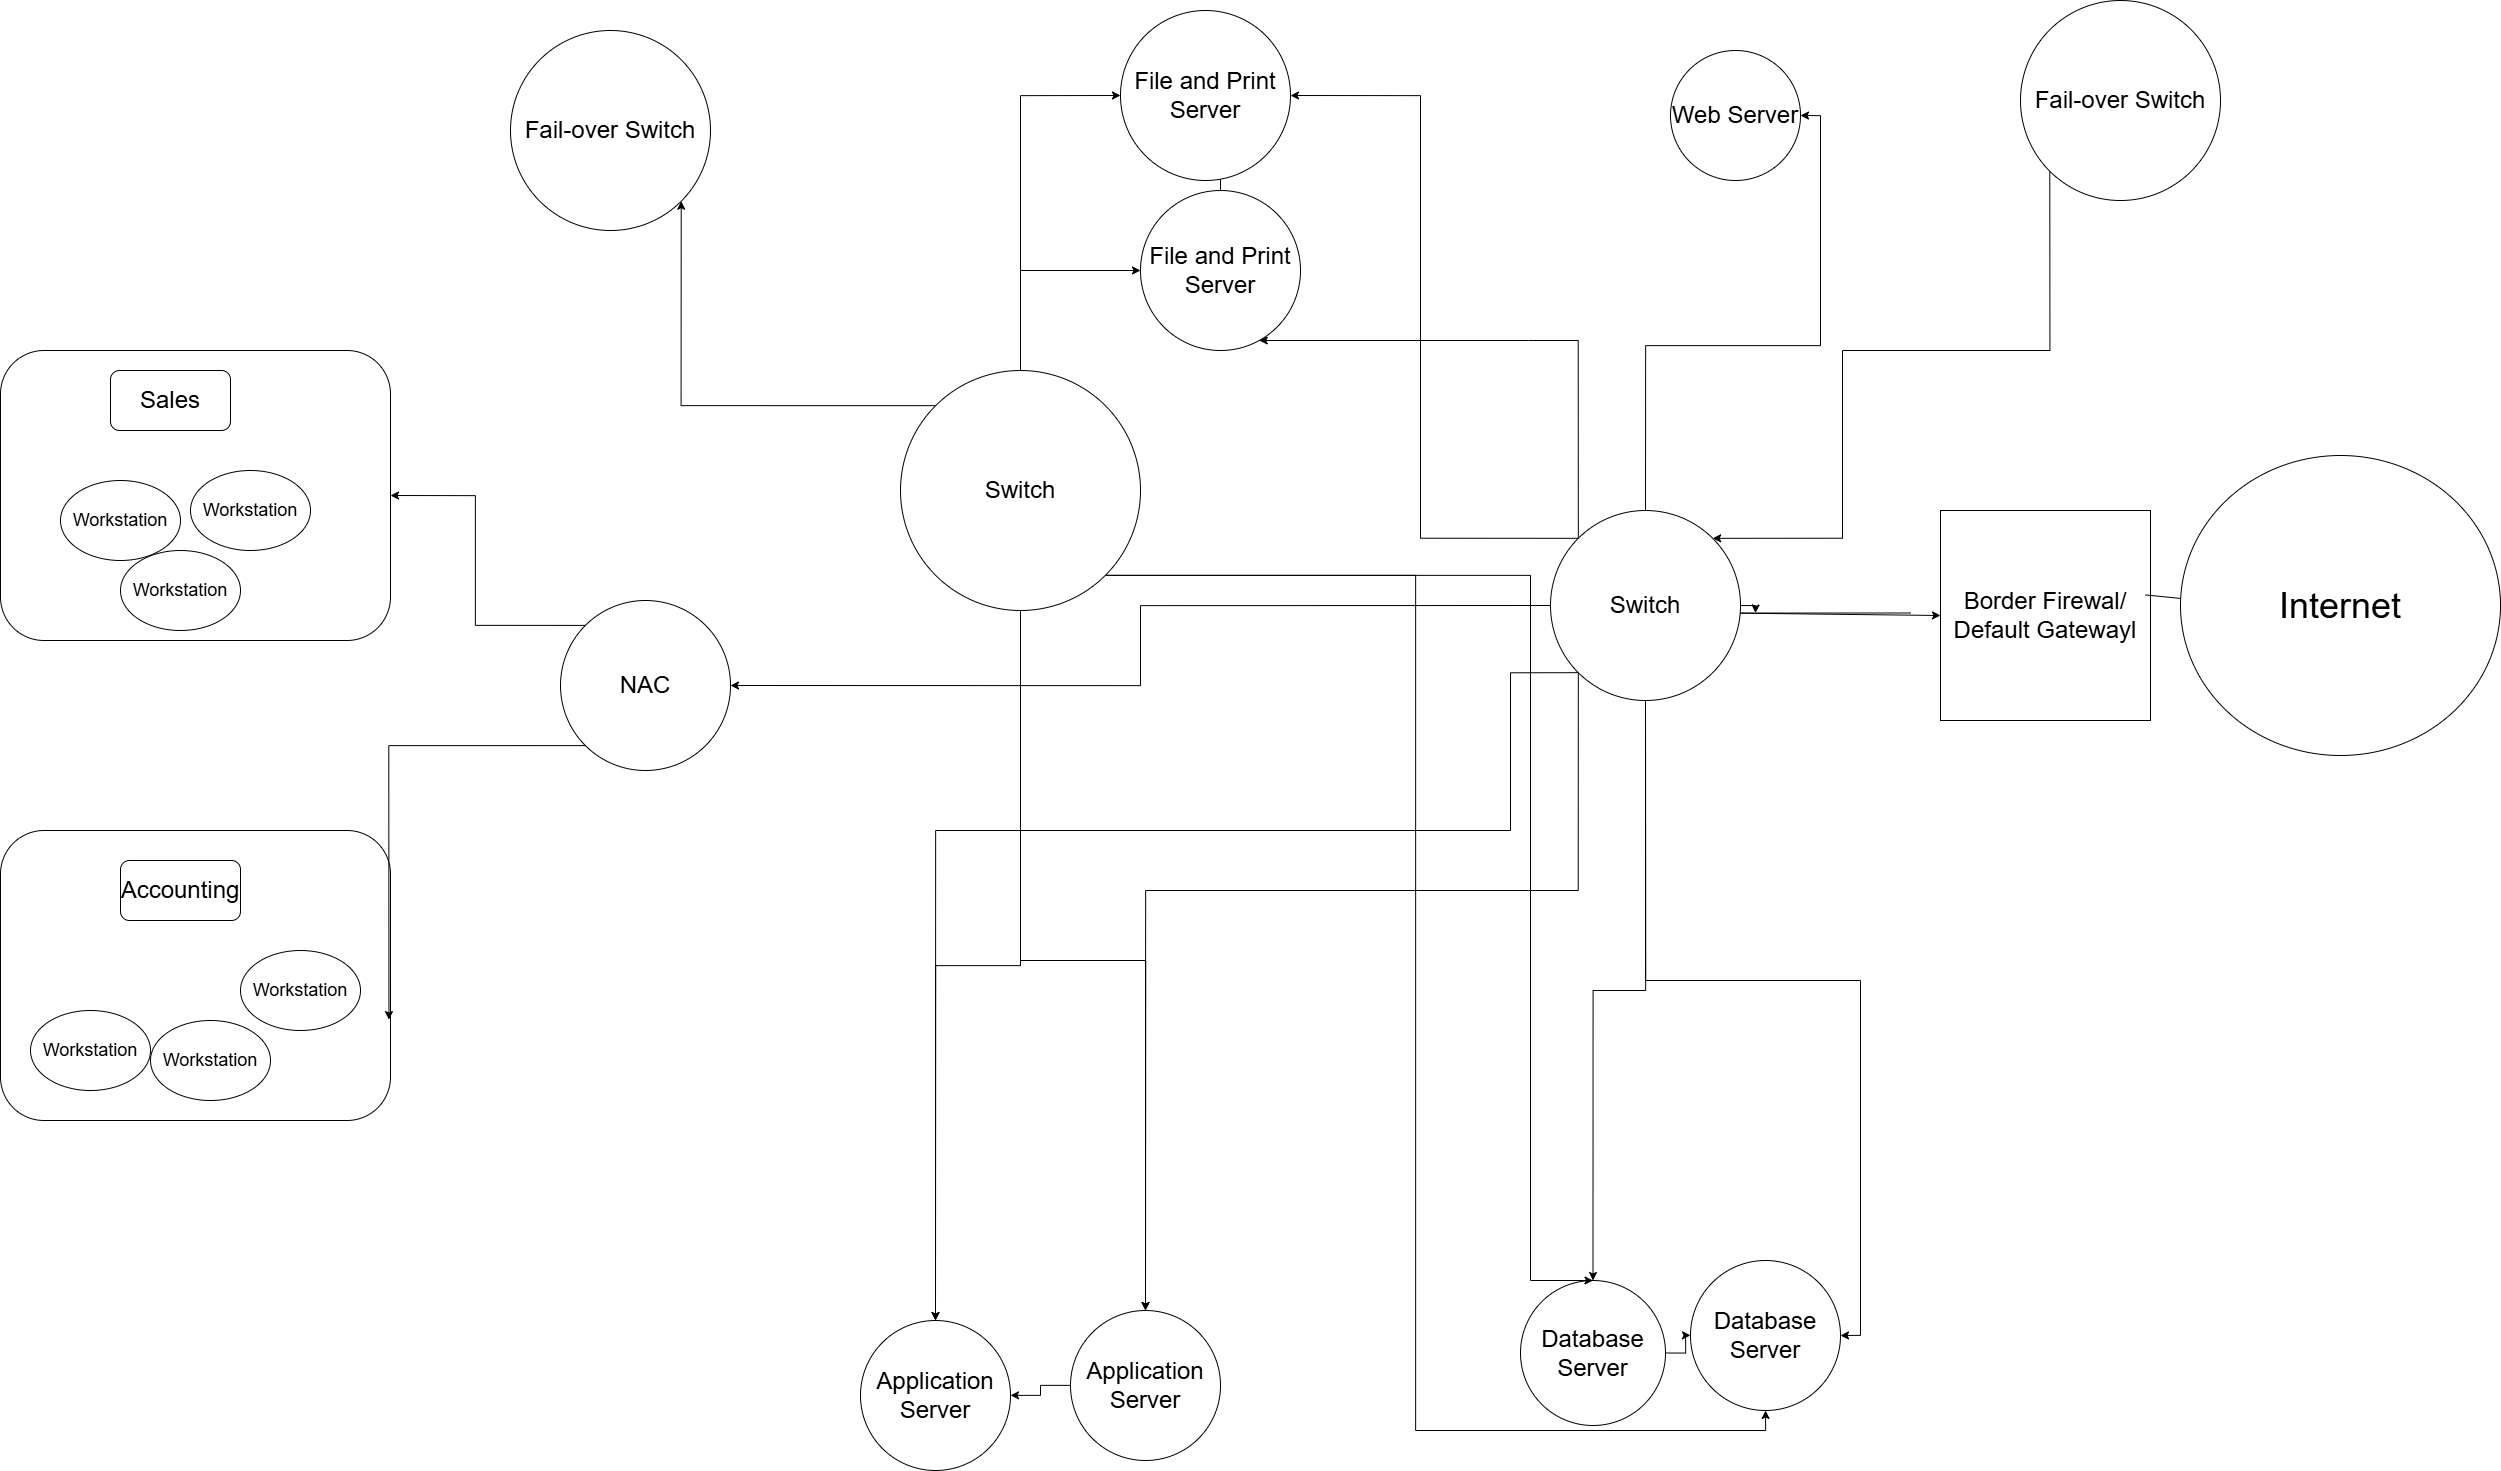 File and Print
Server
Web Server
Fail-over Switch
Fail-over Switch
File and Print
Server
Sales
Switch
Workstation
Workstation
Workstation
Switch
Border Firewal/
Default Gatewayl
Internet
NAC
Accounting
Workstation
Workstation
Workstation
Database
Server
Database
Server
Application
Server
Application
Server